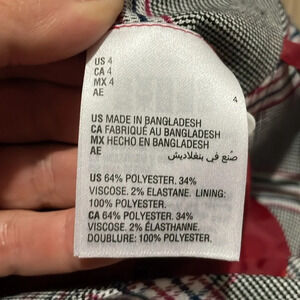 US 4
CA 4
MX 4
AE
4
US MADE IN BANGLADESH
CA FABRIQUÉ AU BANGLADESH
MX HECHO EN BANGLADESH
AE صنع في بنغلاديش
US 64% POLYESTER. 34%
VISCOSE. 2% ELASTANE. LINING:
100% POLYESTER.
CA 64% POLYESTER. 34%
VISCOSE. 2% ÉLASTHANNE.
DOUBLURE: 100% POLYESTER.